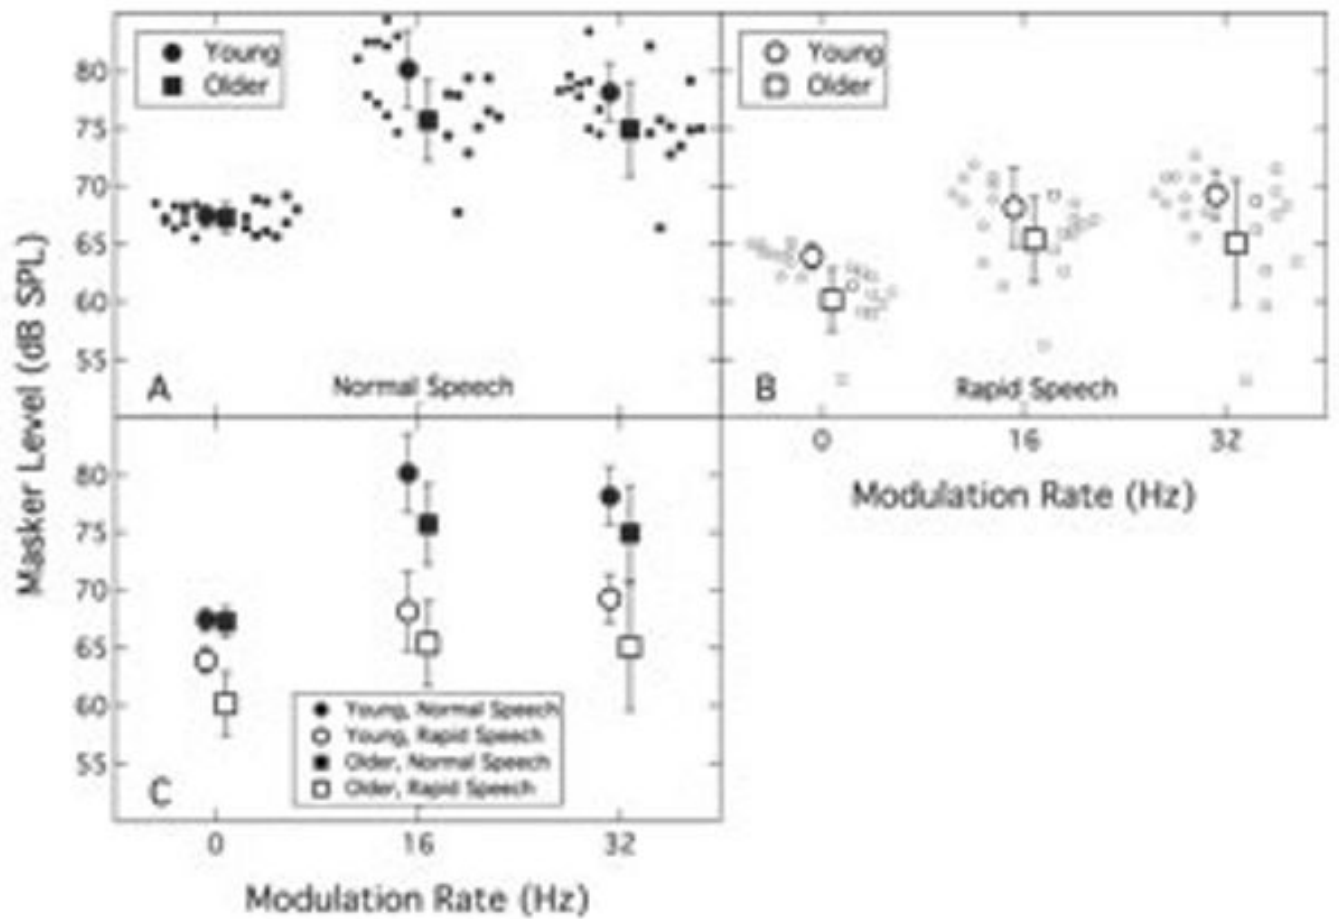 Young
Older
80
75
70
65
60
55
A
Normal Speech
Young
Older
B
Rapid Speech
0
16
32
Modulation Rate (Hz)
Masker Level (dB SPL)
80
75
70
65
60
55
Young, Normal Speech
Young, Rapid Speech
Older, Normal Speech
Older, Rapid Speech
C
0
16
32
Modulation Rate (Hz)